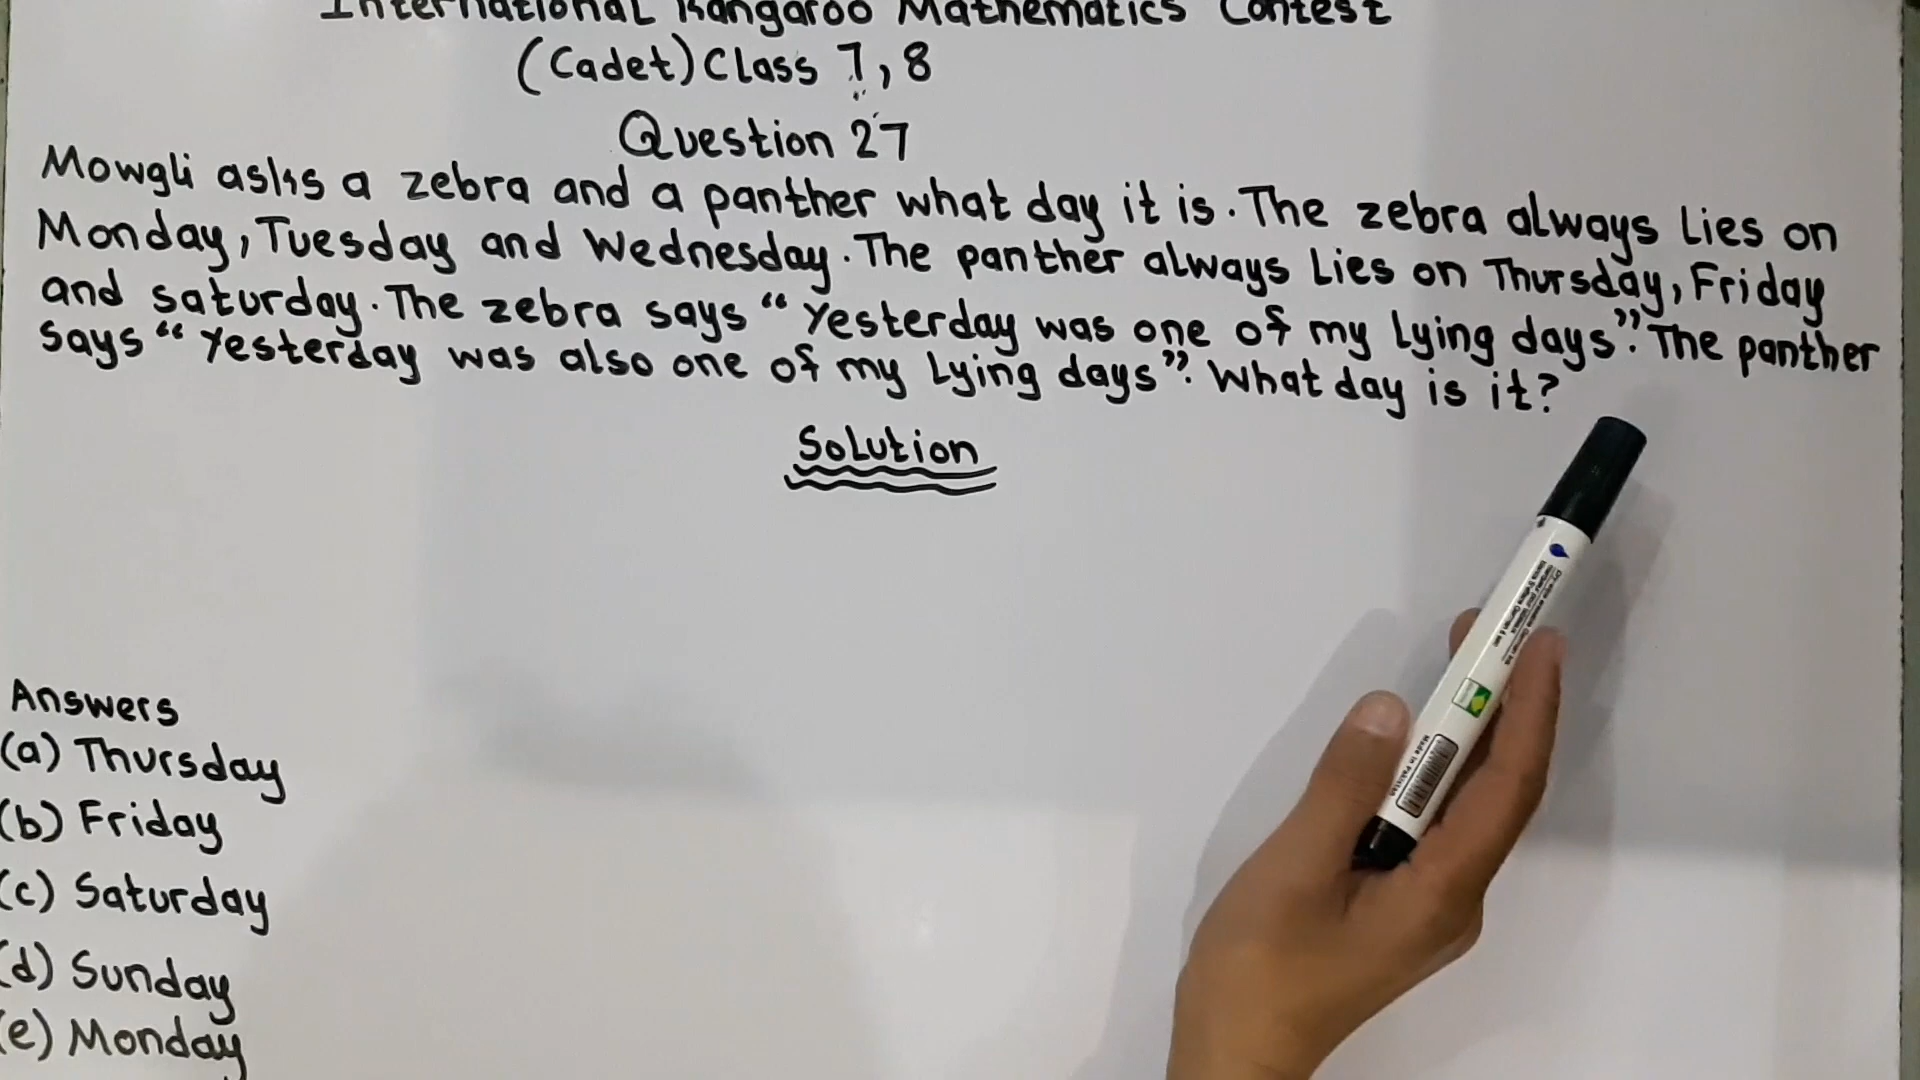 International Kangaroo Mathematics Contest
(Cadet) Class 7, 8
Question 27
Mowgli asks a zebra and a panther what day it is. The zebra always Lies on
Monday, Tuesday and Wednesday. The panther always Lies on Thursday, Friday
and saturday. The zebra says “ Yesterday was one of my lying days”. The panther
says “ Yesterday was also one of my Lying days”. What day is it?
Solution
Answers
(a) Thursday
(b) Friday
(c) Saturday
(d) Sunday
(e) Monday
Made in Pakistan